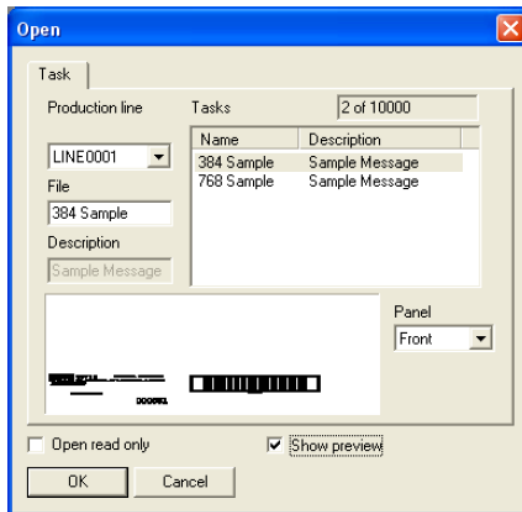 Open
Task
Production line
Tasks
2 of 10000
LINE0001
Name Description
384 Sample Sample Message
768 Sample Sample Message
File
384 Sample
Description
Sample Message
Panel
Front
Open read only
Show preview
OK
Cancel